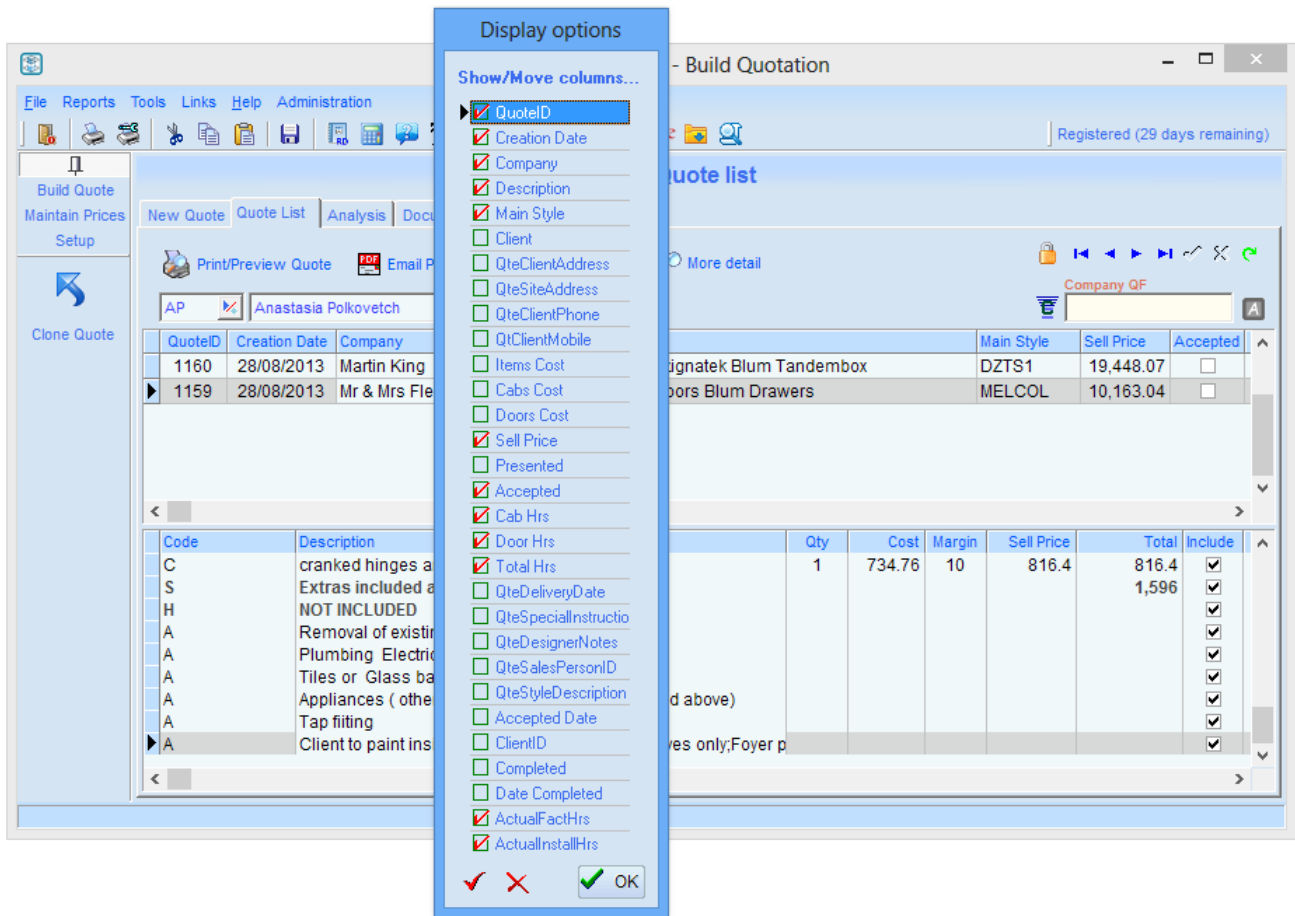 Display options
- Build Quotation
Show/Move columns...
File Reports Tools Links Help Administration
Registered (29 days remaining)
Build Quote
Maintain Prices
Setup
Clone Quote
uote list
New Quote Quote List Analysis Docu
Print/Preview Quote PDF Email P More detail
Company QF
AP Anastasia Polkovetch A
QuoteID Creation Date Company Main Style Sell Price Accepted
1160 28/08/2013 Martin King tignatek Blum Tandembox DZTS1 19,448.07
1159 28/08/2013 Mr & Mrs Fle oors Blum Drawers MELCOL 10,163.04
Code Description Qty Cost Margin Sell Price Total Include
C cranked hinges a 1 734.76 10 816.4 816.4
S Extras included a 1,596
H NOT INCLUDED
A Removal of existin
A Plumbing Electric
A Tiles or Glass ba
A Appliances ( othe d above)
A Tap fiiting
A Client to paint ins ves only;Foyer p
QuoteID
Creation Date
Company
Description
Main Style
Client
QteClientAddress
QteSiteAddress
QteClientPhone
QtClientMobile
Items Cost
Cabs Cost
Doors Cost
Sell Price
Presented
Accepted
Cab Hrs
Door Hrs
Total Hrs
QteDeliveryDate
QteSpecialInstructio
QteDesignerNotes
QteSalesPersonID
QteStyleDescription
Accepted Date
ClientID
Completed
Date Completed
ActualFactHrs
ActualInstallHrs
OK